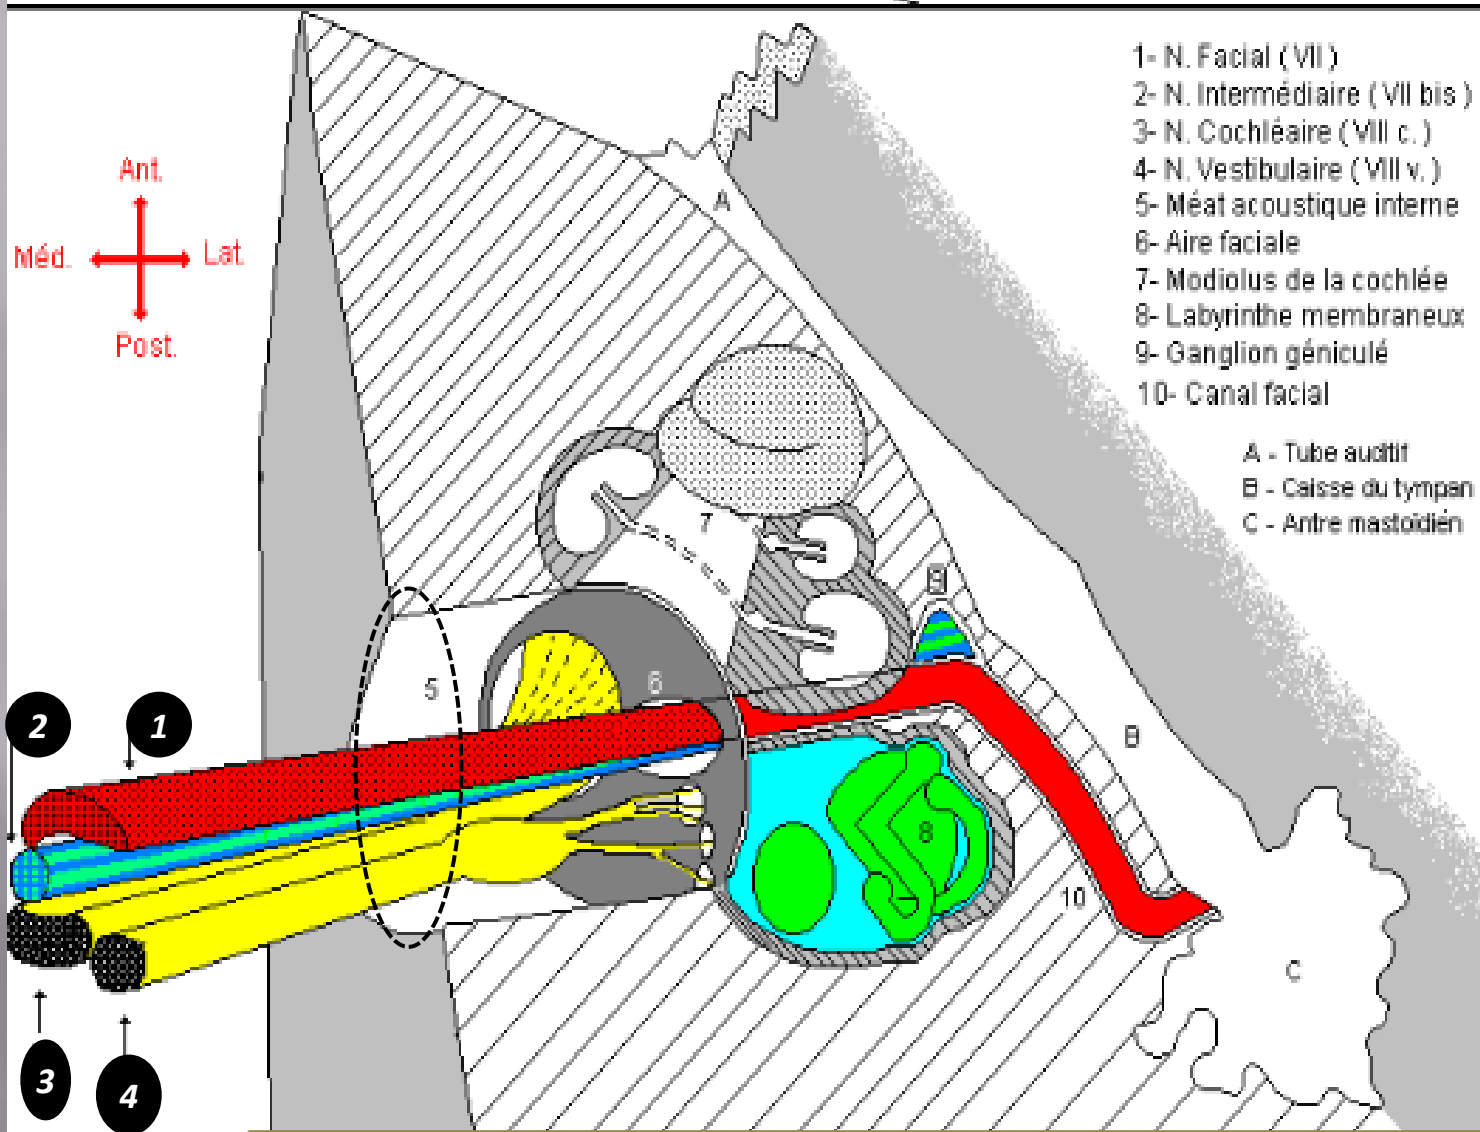 1- N. Facial ( VII )
2- N. Intermédiaire ( VII bis )
3- N. Cochléaire ( VIII c. )
4- N. Vestibulaire ( VIII v. )
5- Méat acoustique interne
6- Aire faciale
7- Modiolus de la cochlée
8- Labyrinthe membraneux
9- Ganglion géniculé
10- Canal facial
A - Tube auditif
B - Caisse du tympan
C - Antre mastoïdien
Ant.
Méd.
Lat.
Post.
A
7
9
5
6
2
1
B
8
10
C
3
4